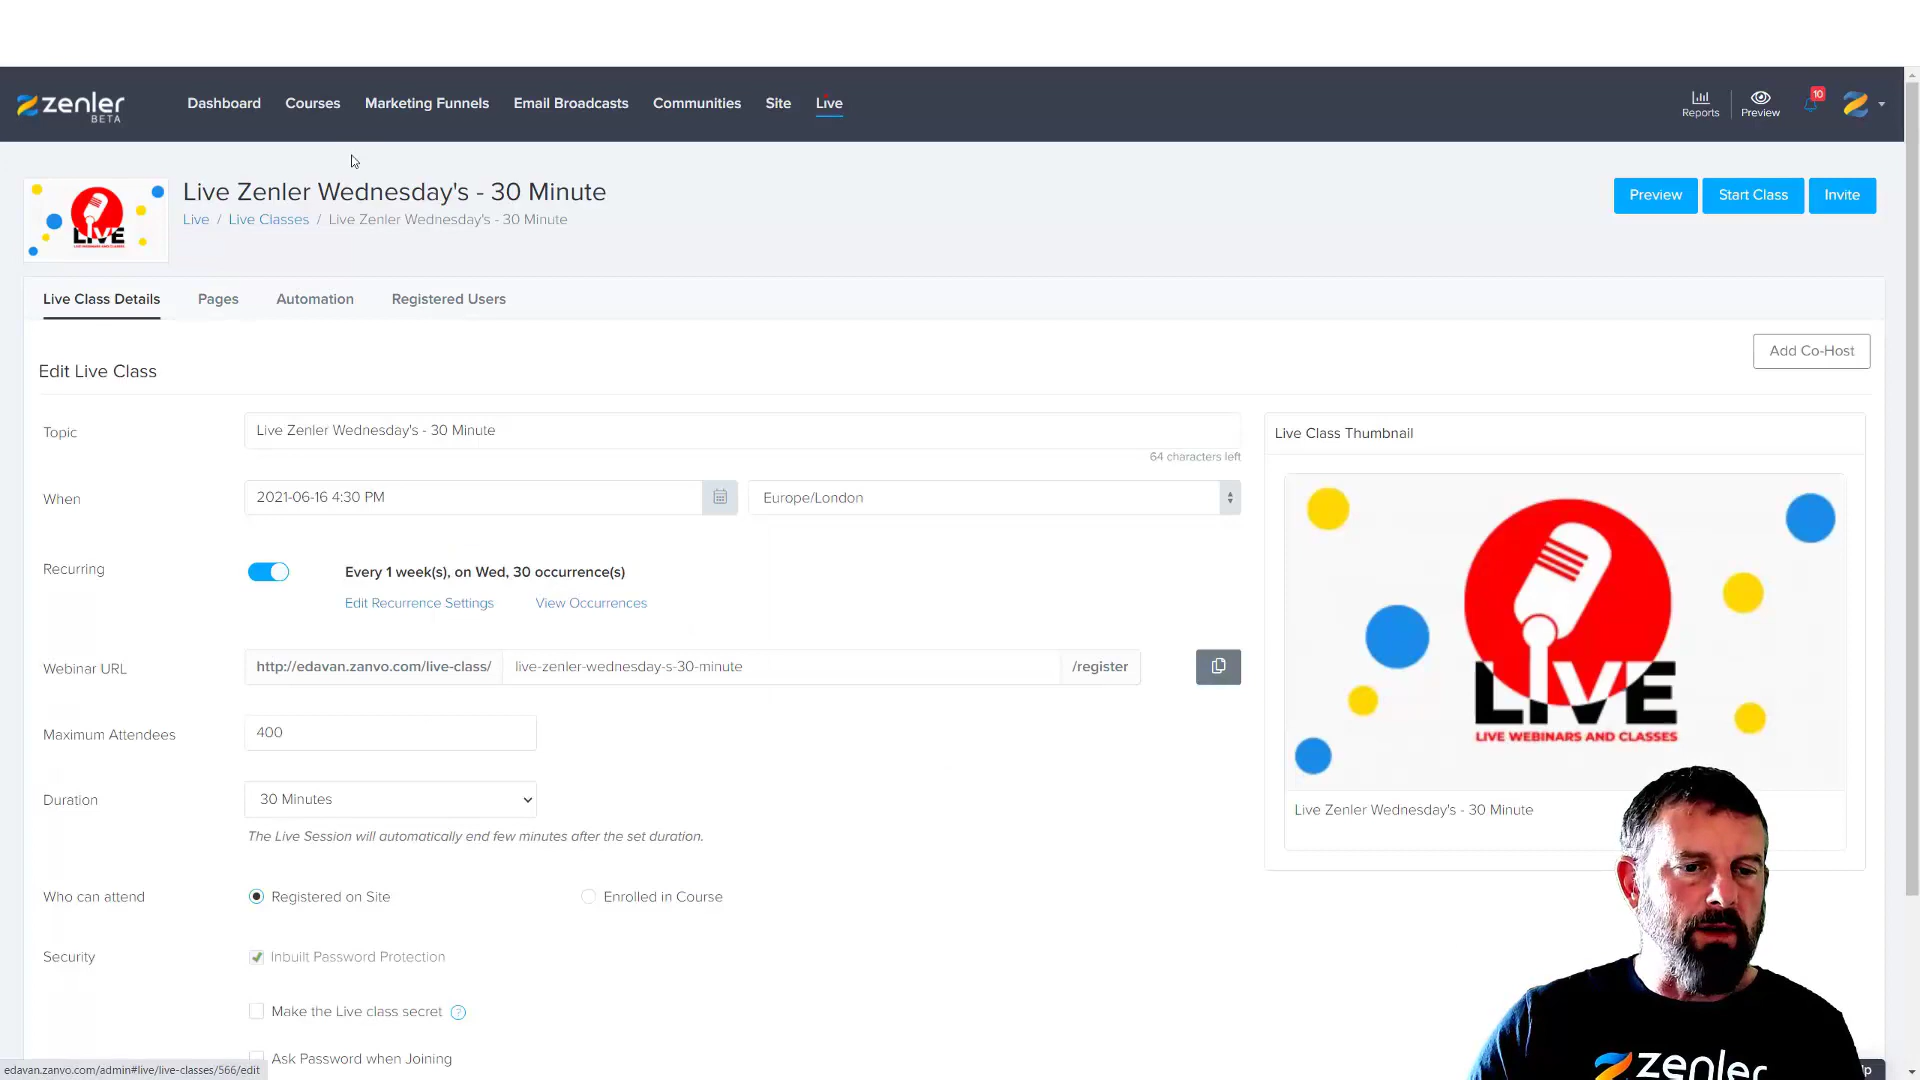 zenler
BETA
Dashboard Courses Marketing Funnels Email Broadcasts Communities Site Live
Reports Preview 10
Live Zenler Wednesday's - 30 Minute
Live / Live Classes / Live Zenler Wednesday's - 30 Minute
Preview Start Class Invite
LIVE
Live Class Details Pages Automation Registered Users
Add Co-Host
Edit Live Class
Topic Live Zenler Wednesday's - 30 Minute
64 characters left
When 2021-06-16 4:30 PM Europe/London
Recurring Every 1 week(s), on Wed, 30 occurrence(s)
Edit Recurrence Settings View Occurrences
Webinar URL http://edavan.zanvo.com/live-class/ live-zenler-wednesday-s-30-minute /register
Maximum Attendees 400
Duration 30 Minutes
The Live Session will automatically end few minutes after the set duration.
Who can attend Registered on Site Enrolled in Course
Security Inbuilt Password Protection
Make the Live class secret ?
Ask Password when Joining
Live Class Thumbnail
LIVE
LIVE WEBINARS AND CLASSES
Live Zenler Wednesday's - 30 Minute
zenler
edavan.zanvo.com/admin#live/live-classes/566/edit